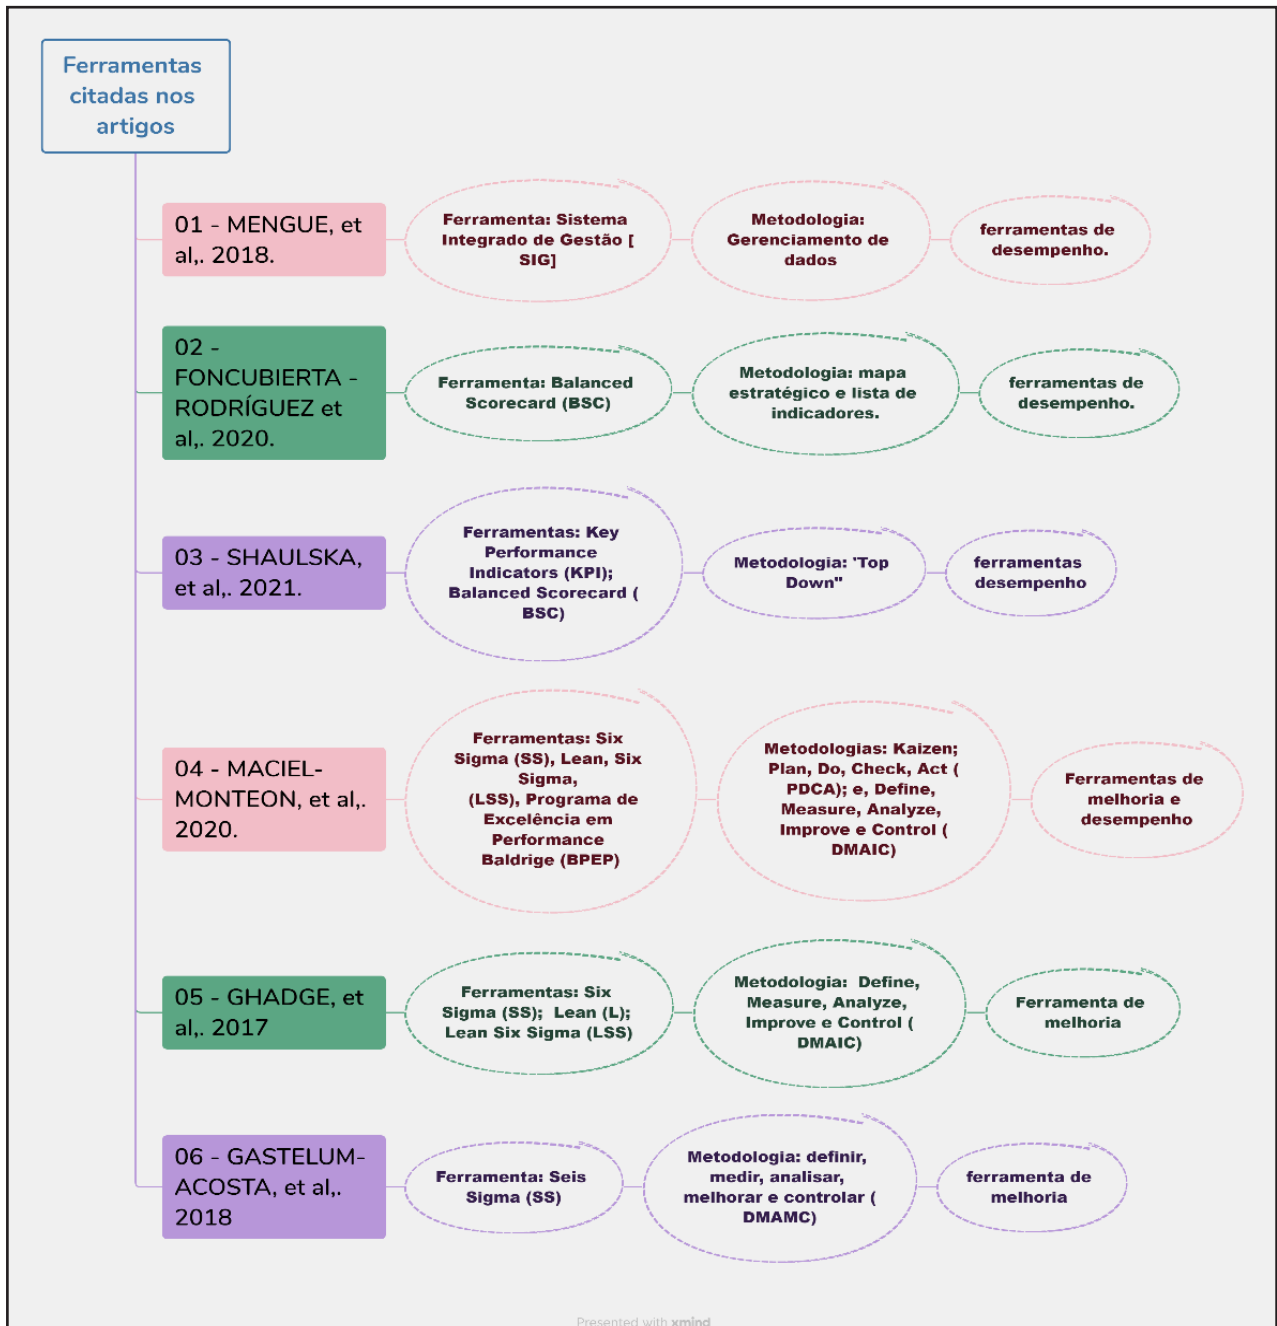 Ferramentas
citadas nos
artigos
01 - MENGUE, et
al,. 2018.
Ferramenta: Sistema
Integrado de Gestão [
SIG]
Metodologia:
Gerenciamento de
dados
ferramentas de
desempenho.
02 -
FONCUBIERTA -
RODRÍGUEZ et
al,. 2020.
Ferramenta: Balanced
Scorecard (BSC)
Metodologia: mapa
estratégico e lista de
indicadores.
ferramentas de
desempenho.
03 - SHAULSKA,
et al,. 2021.
Ferramentas: Key
Performance
Indicators (KPI);
Balanced Scorecard (
BSC)
Metodologia: 'Top
Down"
ferramentas
desempenho
04 - MACIEL-
MONTEON, et al,.
2020.
Ferramentas: Six
Sigma (SS), Lean, Six
Sigma,
(LSS), Programa de
Excelência em
Performance
Baldrige (BPEP)
Metodologias: Kaizen;
Plan, Do, Check, Act (
PDCA); e, Define,
Measure, Analyze,
Improve e Control (
DMAIC)
Ferramentas de
melhoria e
desempenho
05 - GHADGE, et
al,. 2017
Ferramentas: Six
Sigma (SS);  Lean (L);
Lean Six Sigma (LSS)
Metodologia:  Define,
Measure, Analyze,
Improve e Control (
DMAIC)
Ferramenta de
melhoria
06 - GASTELUM-
ACOSTA, et al,.
2018
Ferramenta: Seis
Sigma (SS)
Metodologia: definir,
medir, analisar,
melhorar e controlar (
DMAMC)
ferramenta de
melhoria
Presented with xmind